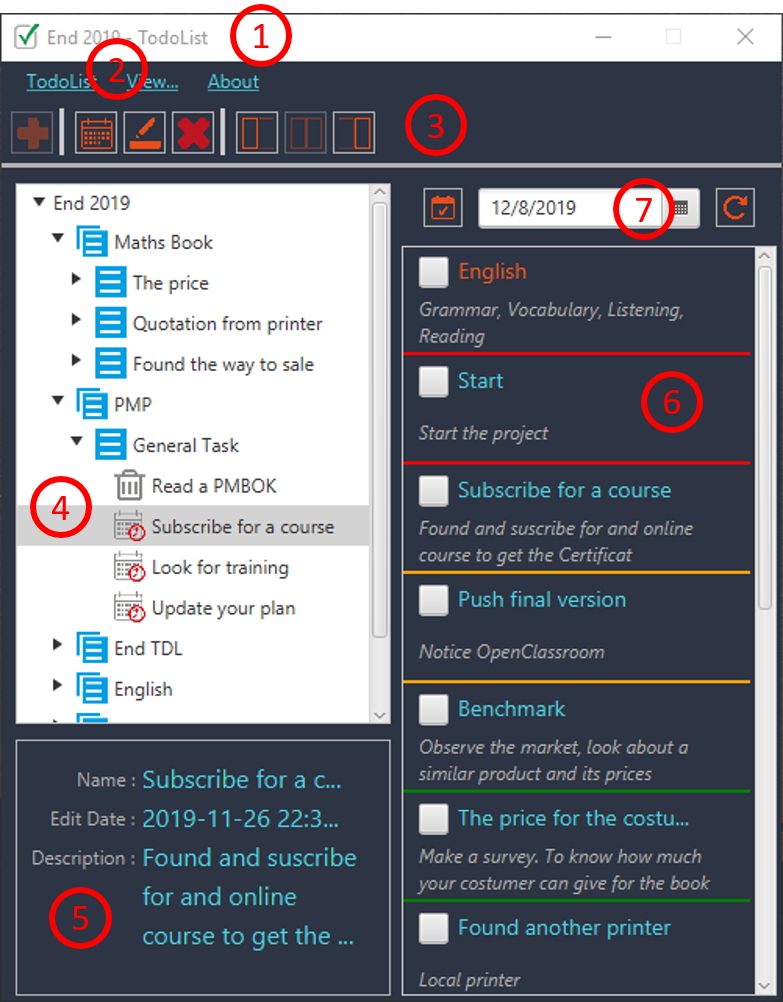 End 2019 - TodoList
1
2
TodoList View... About
3
End 2019
Maths Book
The price
Quotation from printer
Found the way to sale
PMP
General Task
Read a PMBOK
4
Subscribe for a course
Look for training
Update your plan
End TDL
English
Name : Subscribe for a c...
Edit Date : 2019-11-26 22:3...
Description : Found and suscribe
for and online
course to get the ...
5
12/8/2019
7
English
Grammar, Vocabulary, Listening,
Reading
Start
6
Start the project
Subscribe for a course
Found and suscribe for and online
course to get the Certificat
Push final version
Notice OpenClassroom
Benchmark
Observe the market, look about a
similar product and its prices
The price for the costu...
Make a survey. To know how much
your costumer can give for the book
Found another printer
Local printer